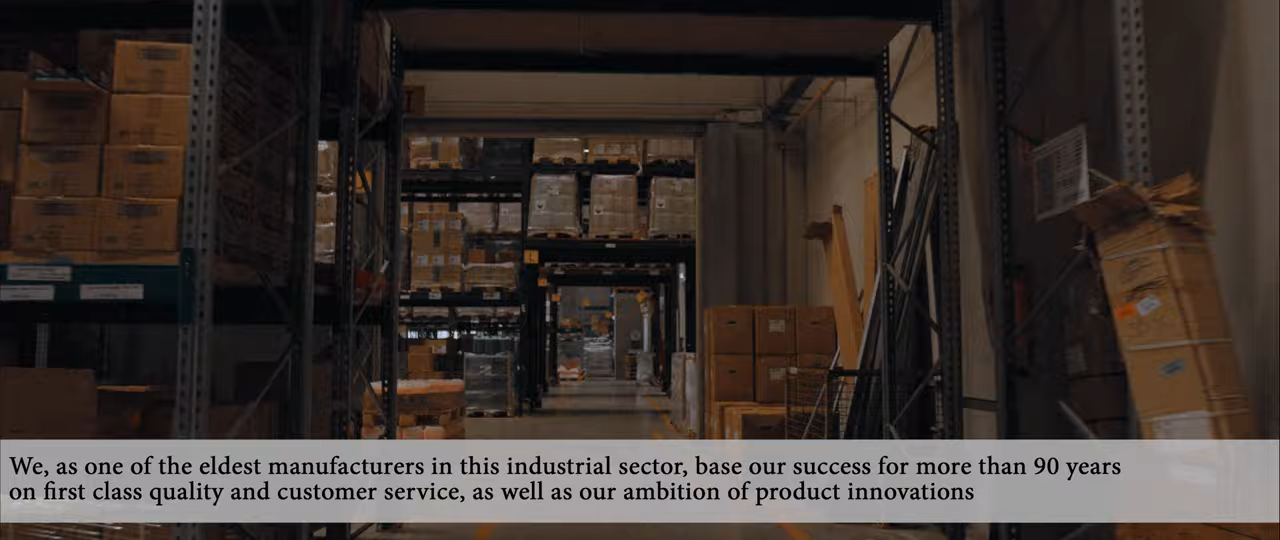 We, as one of the eldest manufacturers in this industrial sector, base our success for more than 90 years
on first class quality and customer service, as well as our ambition of product innovations